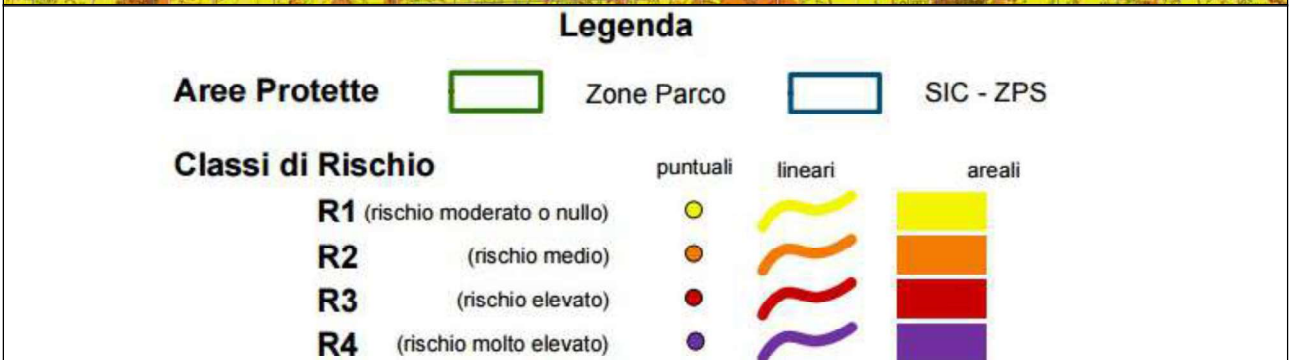 Legenda
Aree Protette Zone Parco SIC - ZPS
Classi di Rischio puntuali lineari areali
R1 (rischio moderato o nullo)
R2 (rischio medio)
R3 (rischio elevato)
R4 (rischio molto elevato)